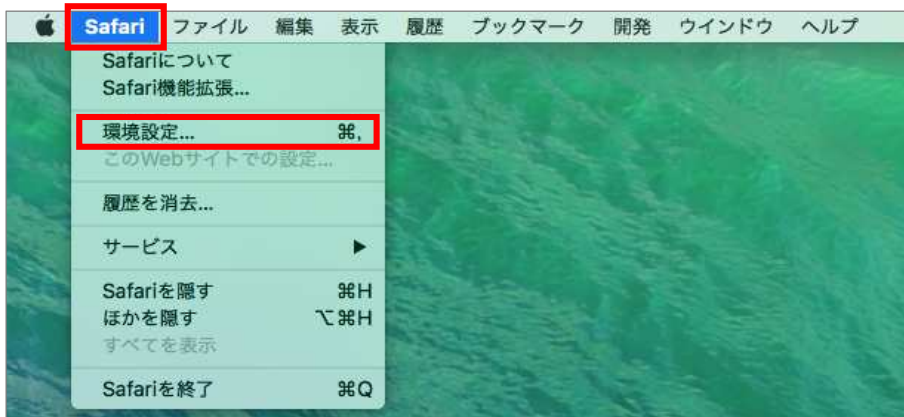 Safari ファイル 編集 表示 履歴 ブックマーク 開発 ウインドウ ヘルプ
Safariについて
Safari機能拡張...
環境設定... ⌘,
このWebサイトでの設定...
履歴を消去...
サービス ▶
Safariを隠す ⌘H
ほかを隠す ⌥⌘H
すべてを表示
Safariを終了 ⌘Q